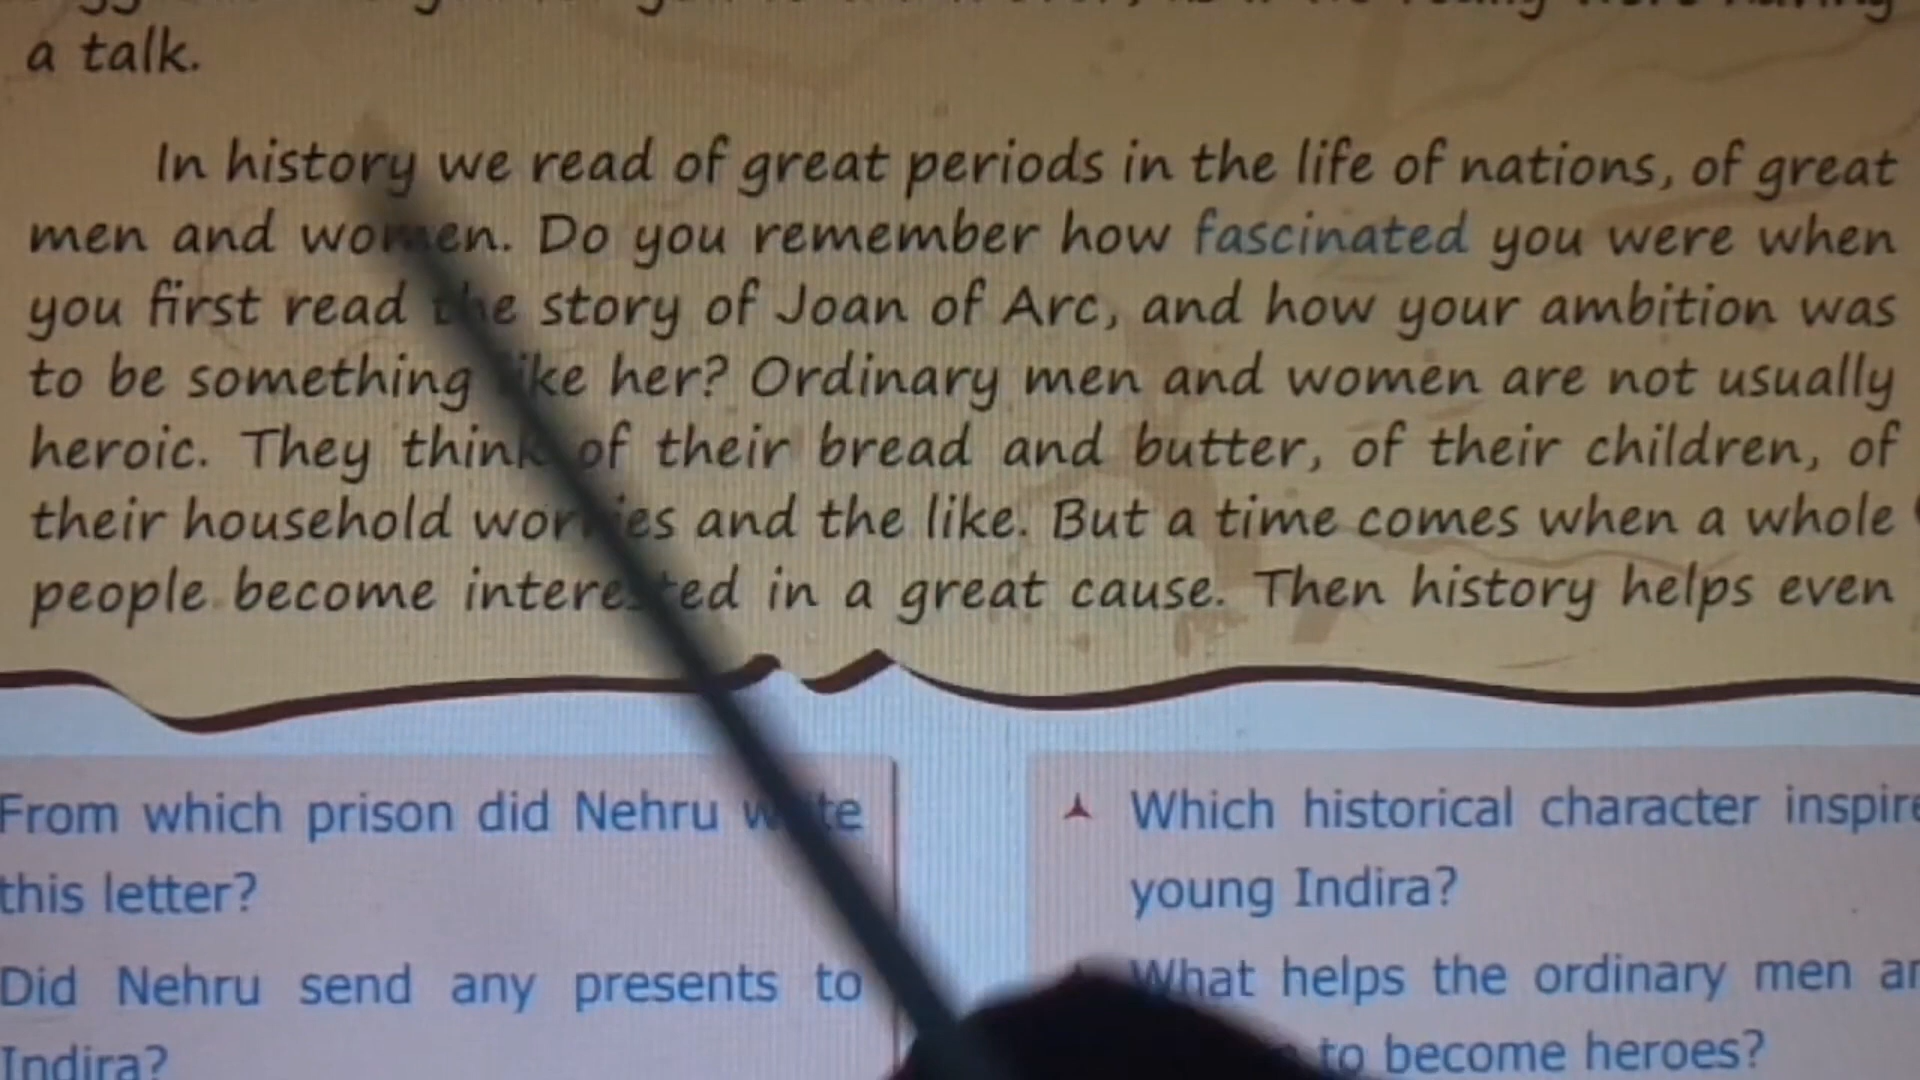 a talk.
In history we read of great periods in the life of nations, of great
men and women. Do you remember how fascinated you were when
you first read the story of Joan of Arc, and how your ambition was
to be something like her? Ordinary men and women are not usually
heroic. They think of their bread and butter, of their children, of
their household worries and the like. But a time comes when a whole
people become interested in a great cause. Then history helps even
From which prison did Nehru write
this letter?
Did Nehru send any presents to
Indira?
Which historical character inspire
young Indira?
What helps the ordinary men an
to become heroes?